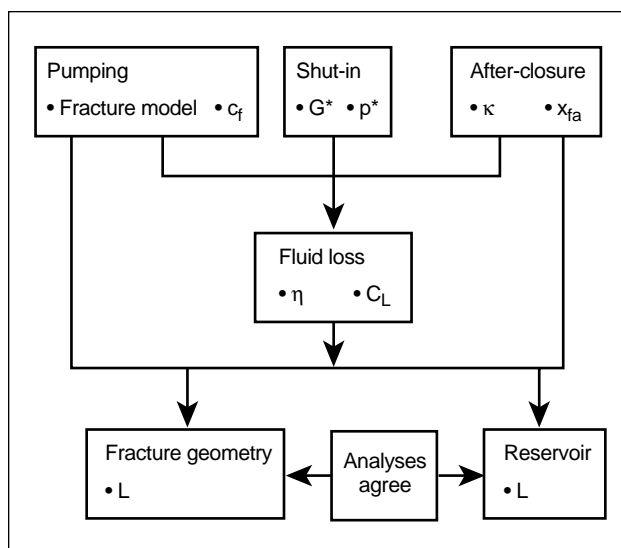 Pumping
• Fracture model • cf
Shut-in
• G* • p*
After-closure
• κ • xfa
Fluid loss
• η • CL
Fracture geometry
• L
Analyses
agree
Reservoir
• L